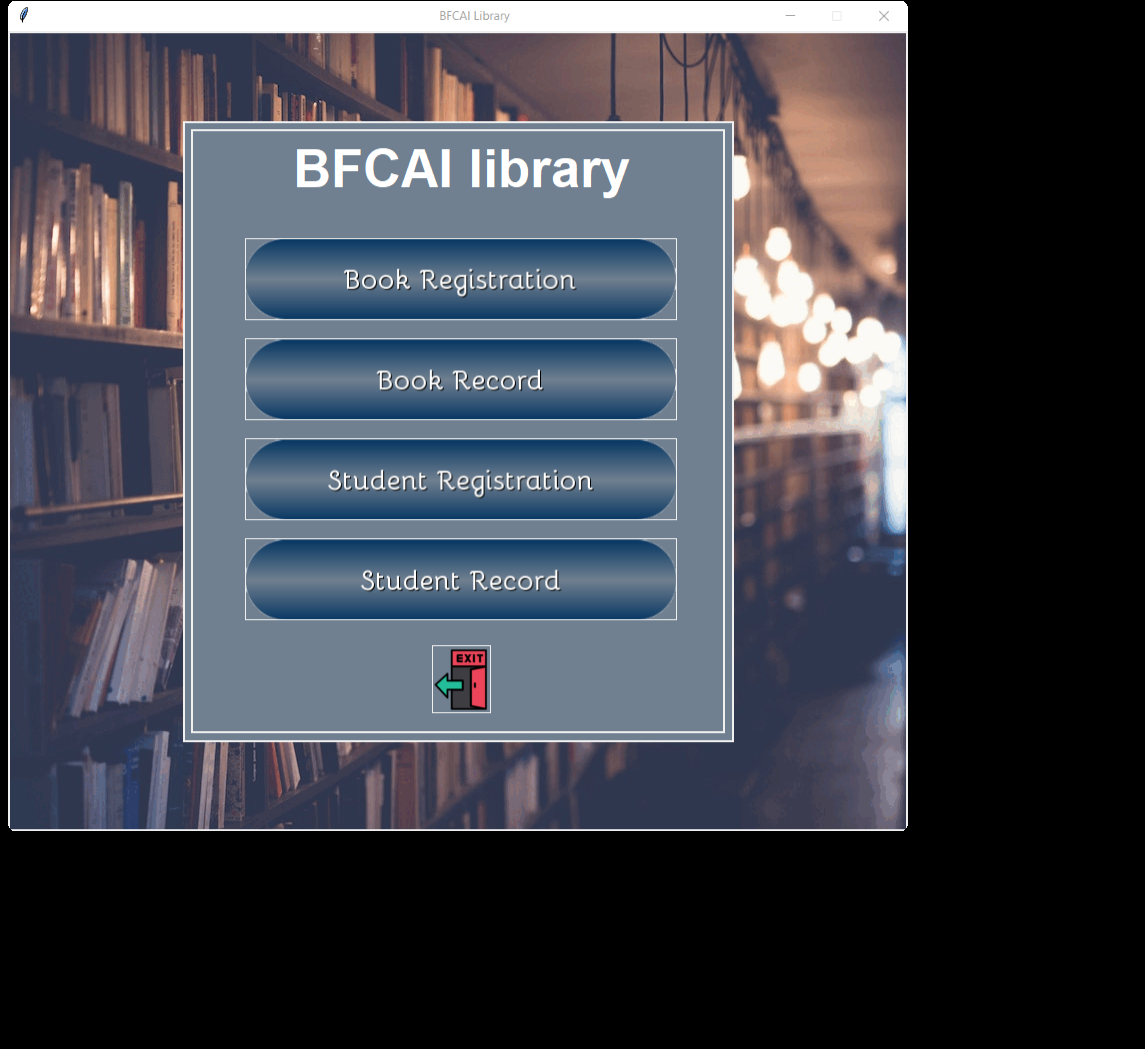 BFCAI Library
BFCAI library
Book Registration
Book Record
Student Registration
Student Record
EXIT